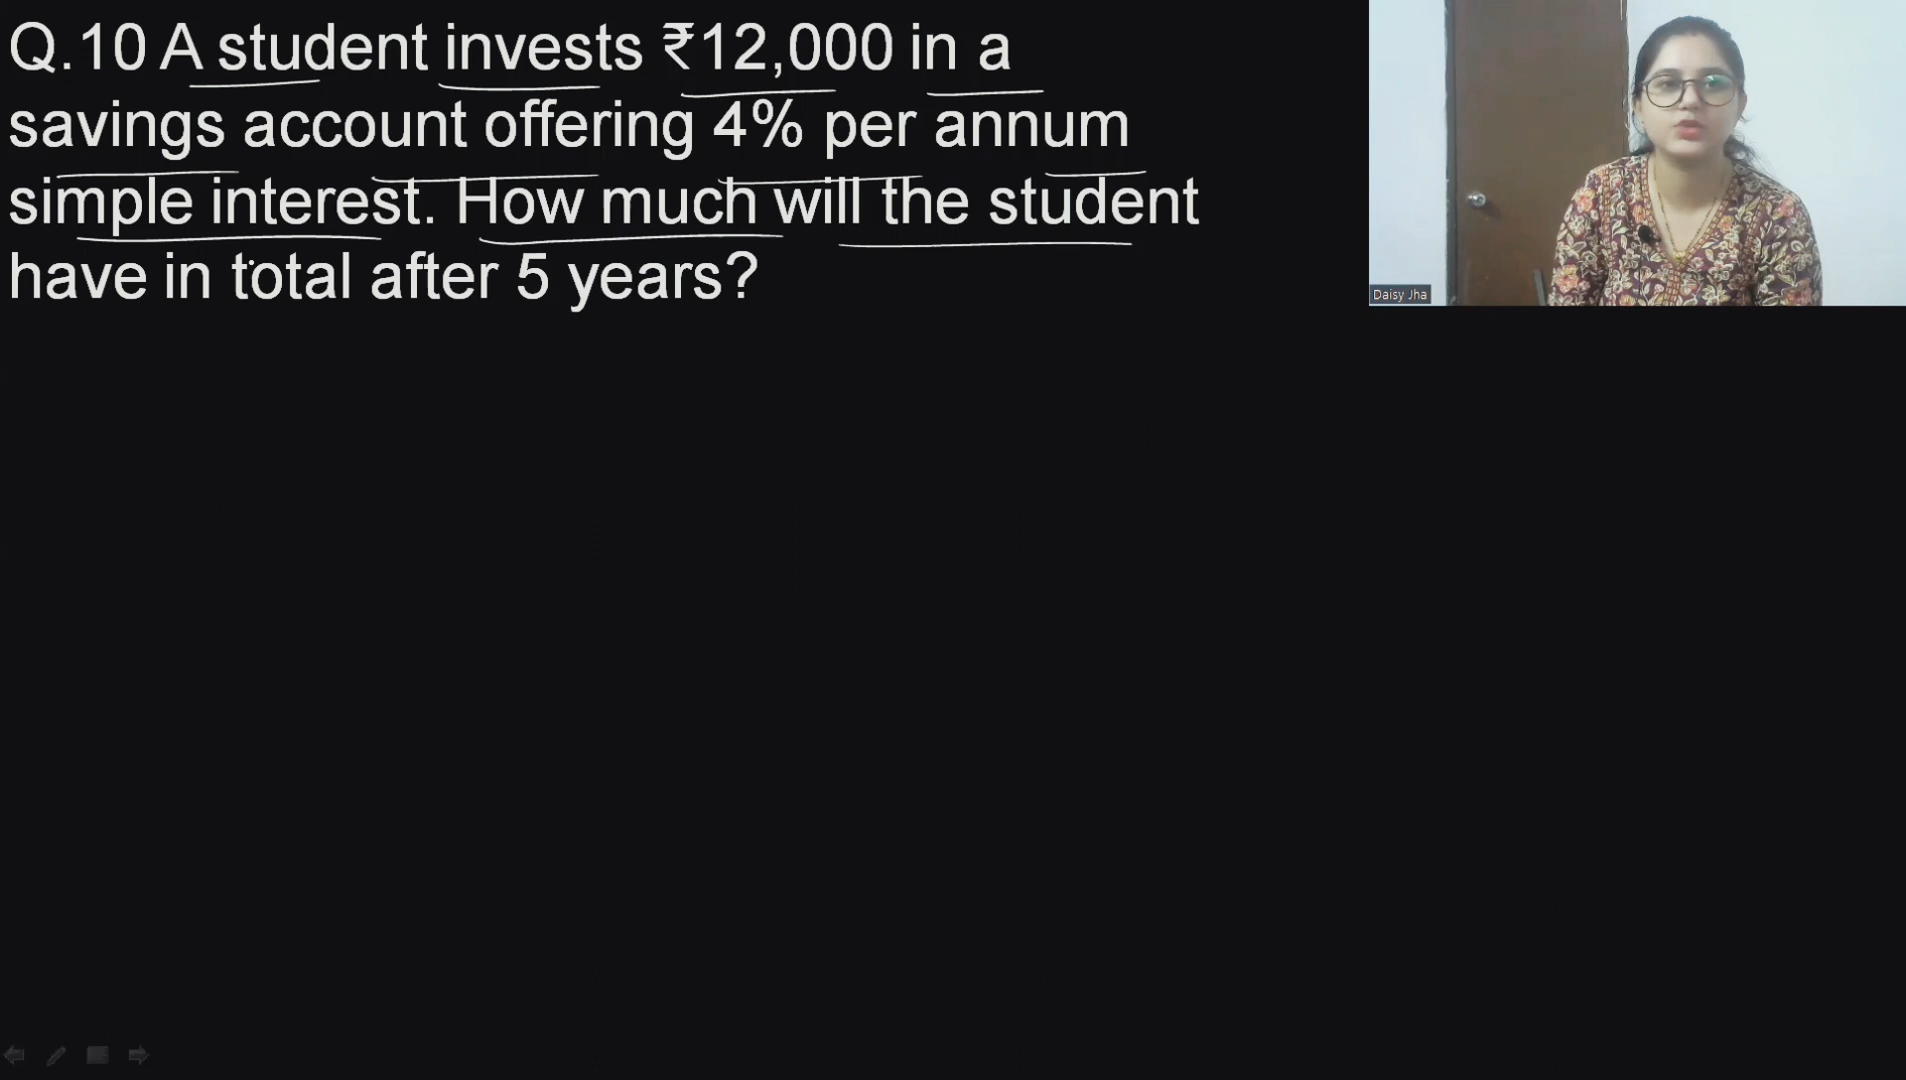 Q.10 A student invests ₹12,000 in a
savings account offering 4% per annum
simple interest. How much will the student
have in total after 5 years?
Daisy Jha